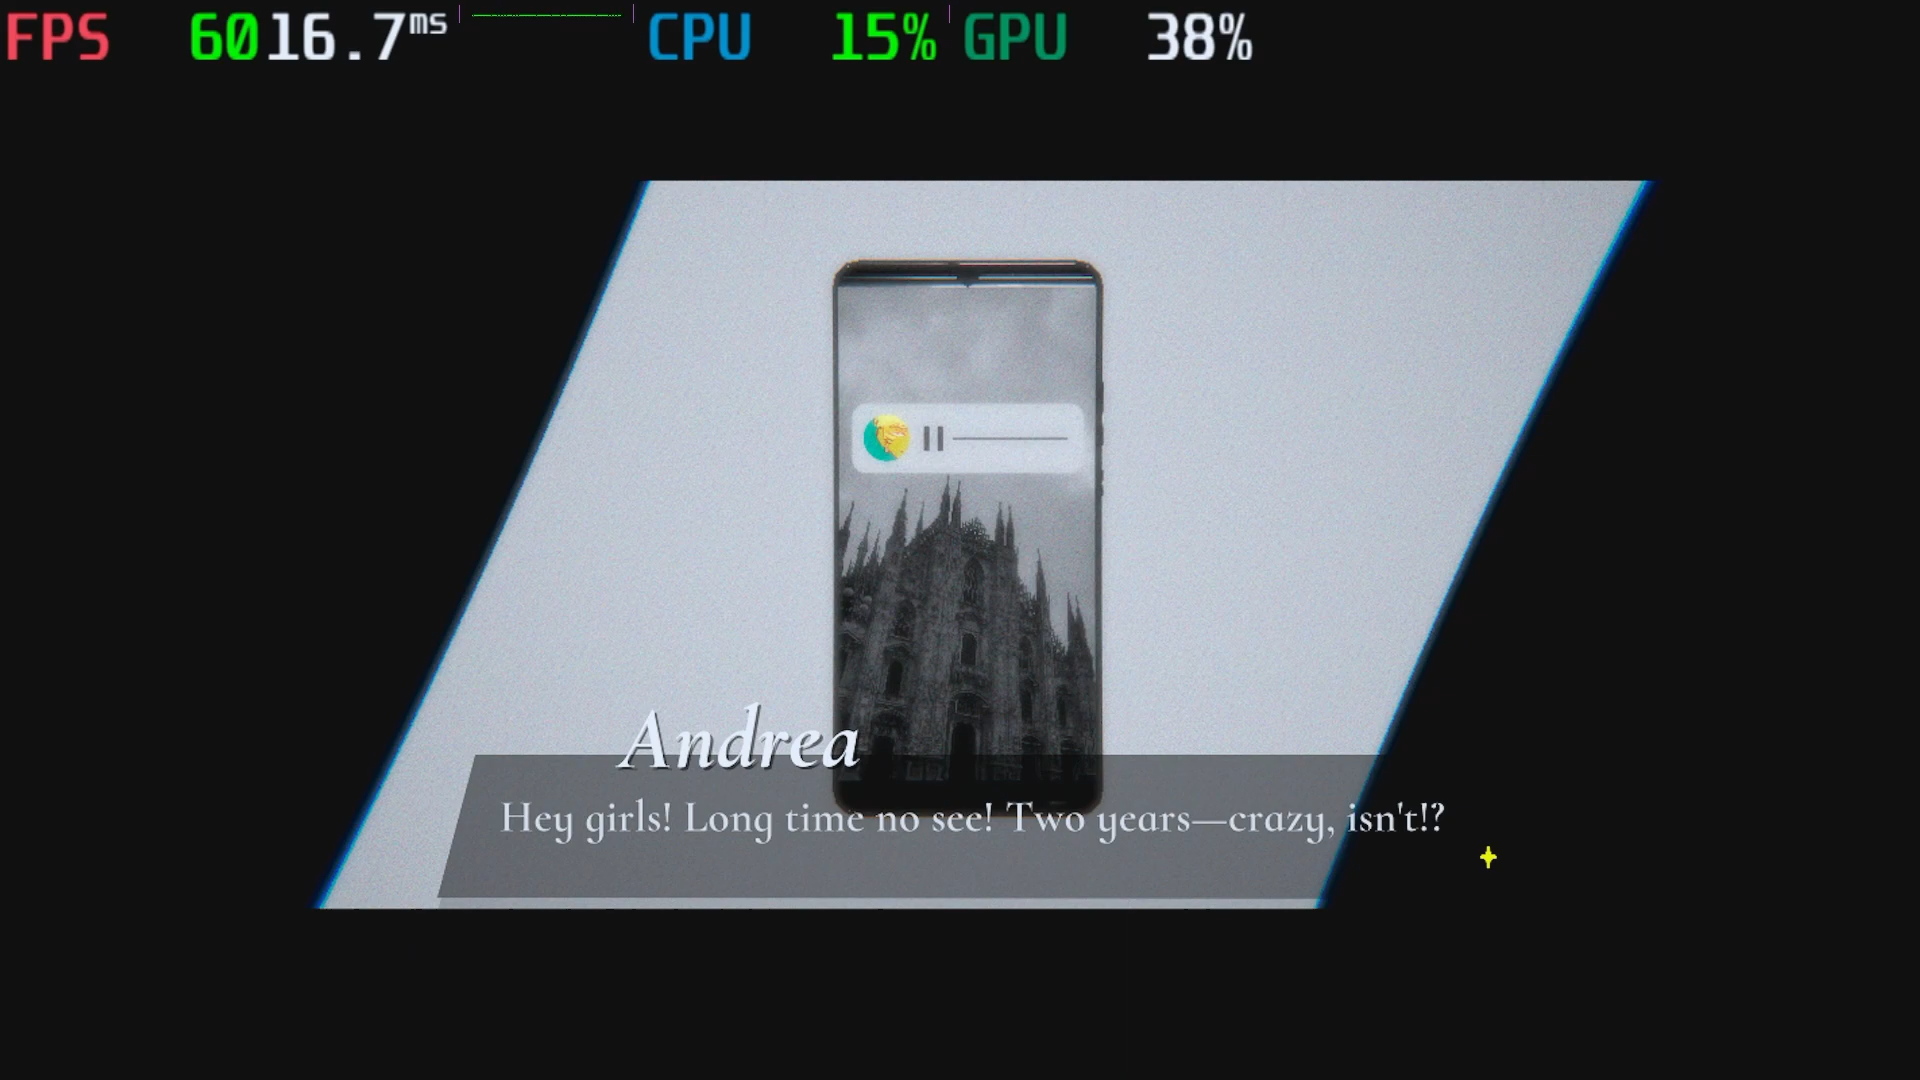 FPS 60 16.7ms CPU 15% GPU 38%
Andrea
Hey girls! Long time no see! Two years—crazy, isn't!?